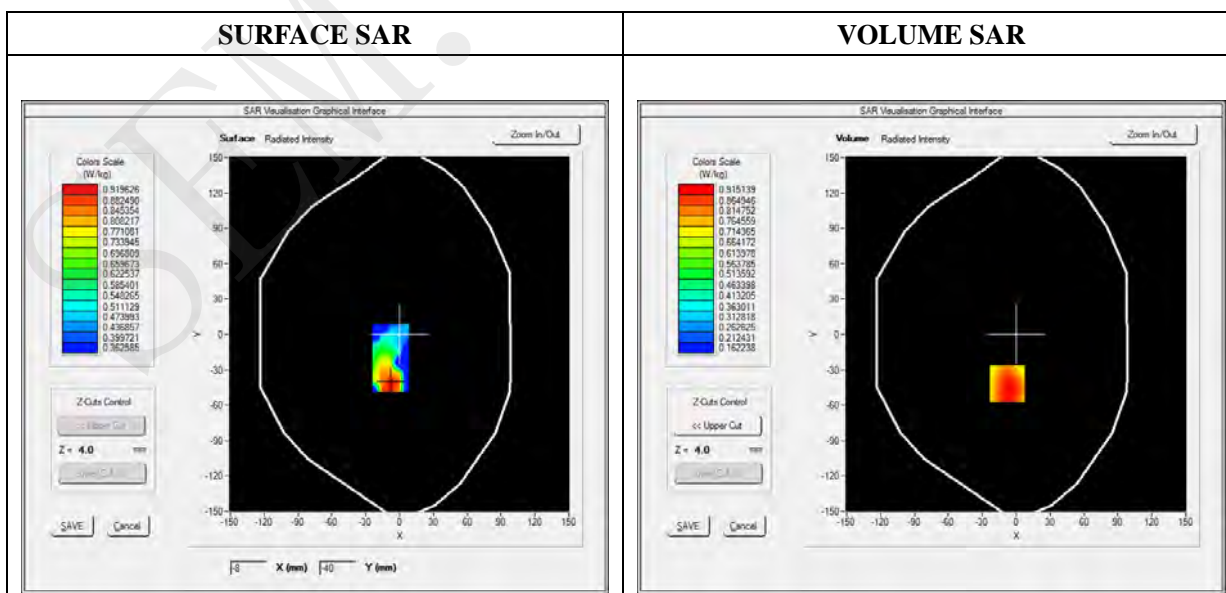 SURFACE SAR
VOLUME SAR
SEM.
SAR Visualisation Graphical Interface
Surface Radiated Intensity
Zoom In/Out
Colors Scale
(W/kg)
0.919626
0.882490
0.845354
0.808217
0.771081
0.733945
0.696809
0.659673
0.622537
0.585401
0.548265
0.511129
0.473993
0.436857
0.399721
0.362585
Z-Cuts Control
<< Upper Cut
Z = 4.0 mm
SAVE Cancel
150
120
90
60
30
0
-30
-60
-90
-120
-150
Y
-150 -120 -90 -60 -30 0 30 60 90 120 150
X
-8 X (mm) -40 Y (mm)
SAR Visualisation Graphical Interface
Volume Radiated Intensity
Zoom In/Out
Colors Scale
(W/kg)
0.915139
0.864946
0.814752
0.764559
0.714365
0.664172
0.613978
0.563785
0.513592
0.463398
0.413205
0.363011
0.312818
0.262625
0.212431
0.162238
Z-Cuts Control
<< Upper Cut
Z = 4.0 mm
SAVE Cancel
150
120
90
60
30
0
-30
-60
-90
-120
-150
Y
-150 -120 -90 -60 -30 0 30 60 90 120 150
X